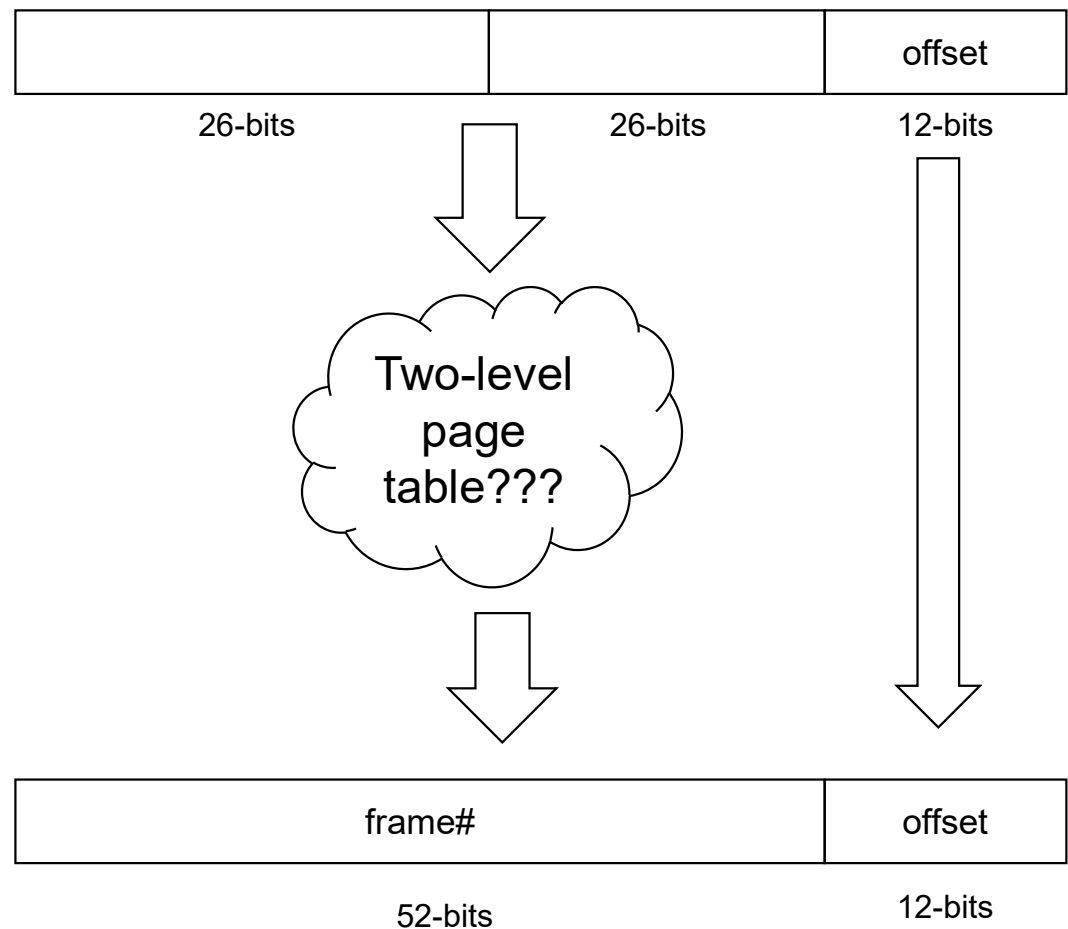 offset
26-bits
26-bits
12-bits
Two-level
page
table???
frame#
offset
52-bits
12-bits